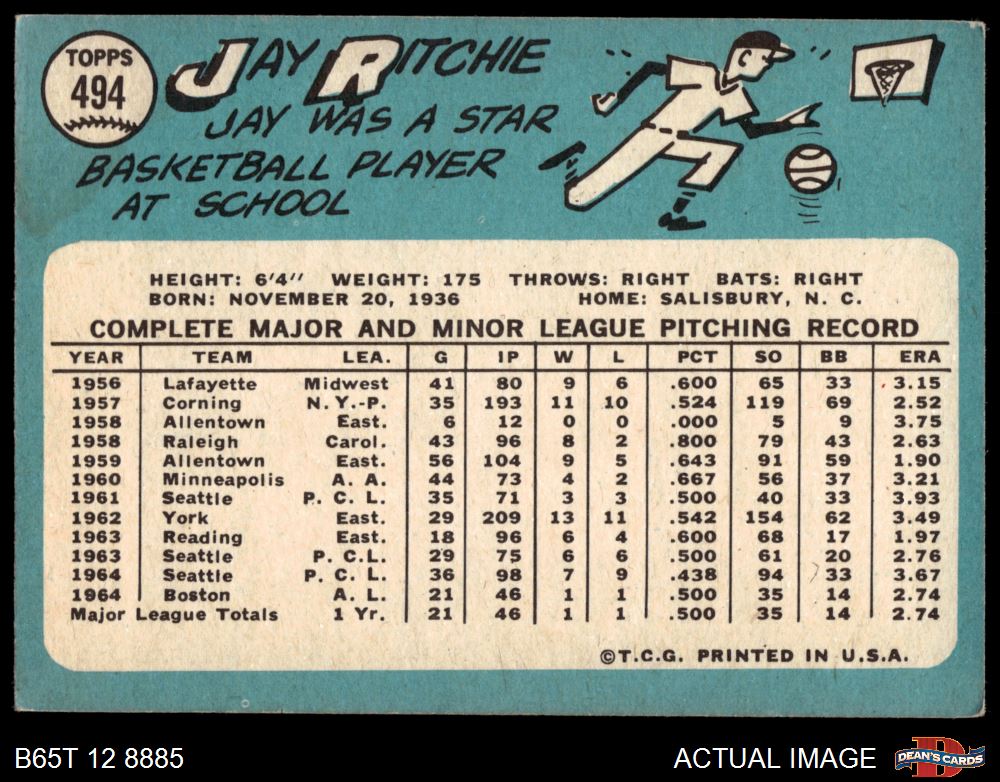 TOPPS
494
JAY RITCHIE
JAY WAS A STAR
BASKETBALL PLAYER
AT SCHOOL
HEIGHT: 6'4" WEIGHT: 175 THROWS: RIGHT BATS: RIGHT
BORN: NOVEMBER 20, 1936 HOME: SALISBURY, N. C.
COMPLETE MAJOR AND MINOR LEAGUE PITCHING RECORD
YEAR TEAM LEA. G IP W L PCT SO BB ERA
1956 Lafayette Midwest 41 80 9 6 .600 65 33 3.15
1957 Corning N. Y.-P. 35 193 11 10 .524 119 69 2.52
1958 Allentown East. 6 12 0 0 .000 5 9 3.75
1958 Raleigh Carol. 43 96 8 2 .800 79 43 2.63
1959 Allentown East. 56 104 9 5 .643 91 59 1.90
1960 Minneapolis A. A. 44 73 4 2 .667 56 37 3.21
1961 Seattle P. C. L. 35 71 3 3 .500 40 33 3.93
1962 York East. 29 209 13 11 .542 154 62 3.49
1963 Reading East. 18 96 6 4 .600 68 17 1.97
1963 Seattle P. C.L. 29 75 6 6 .500 61 20 2.76
1964 Seattle P. C. L. 36 98 7 9 .438 94 33 3.67
1964 Boston A. L. 21 46 1 1 .500 35 14 2.74
Major League Totals 1 Yr. 21 46 1 1 .500 35 14 2.74
©T.C.G. PRINTED IN U.S.A.
B65T 12 8885 ACTUAL IMAGE D DEAN'S CARDS